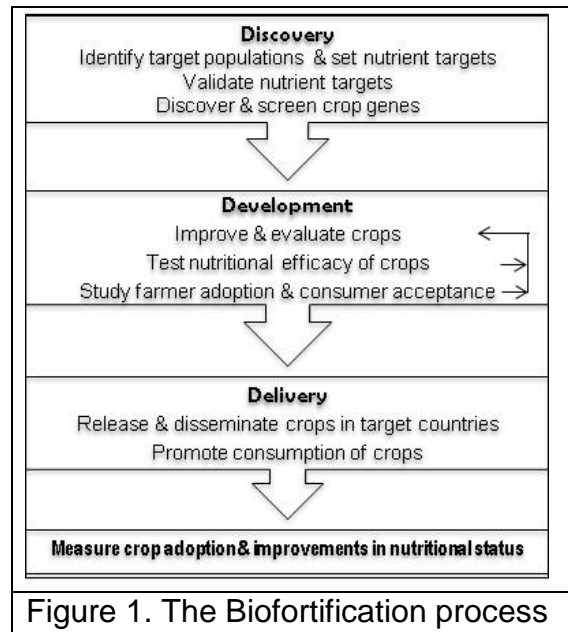 Discovery
Identify target populations & set nutrient targets
Validate nutrient targets
Discover & screen crop genes
Development
Improve & evaluate crops
Test nutritional efficacy of crops
Study farmer adoption & consumer acceptance
Delivery
Release & disseminate crops in target countries
Promote consumption of crops
Measure crop adoption & improvements in nutritional status
Figure 1. The Biofortification process